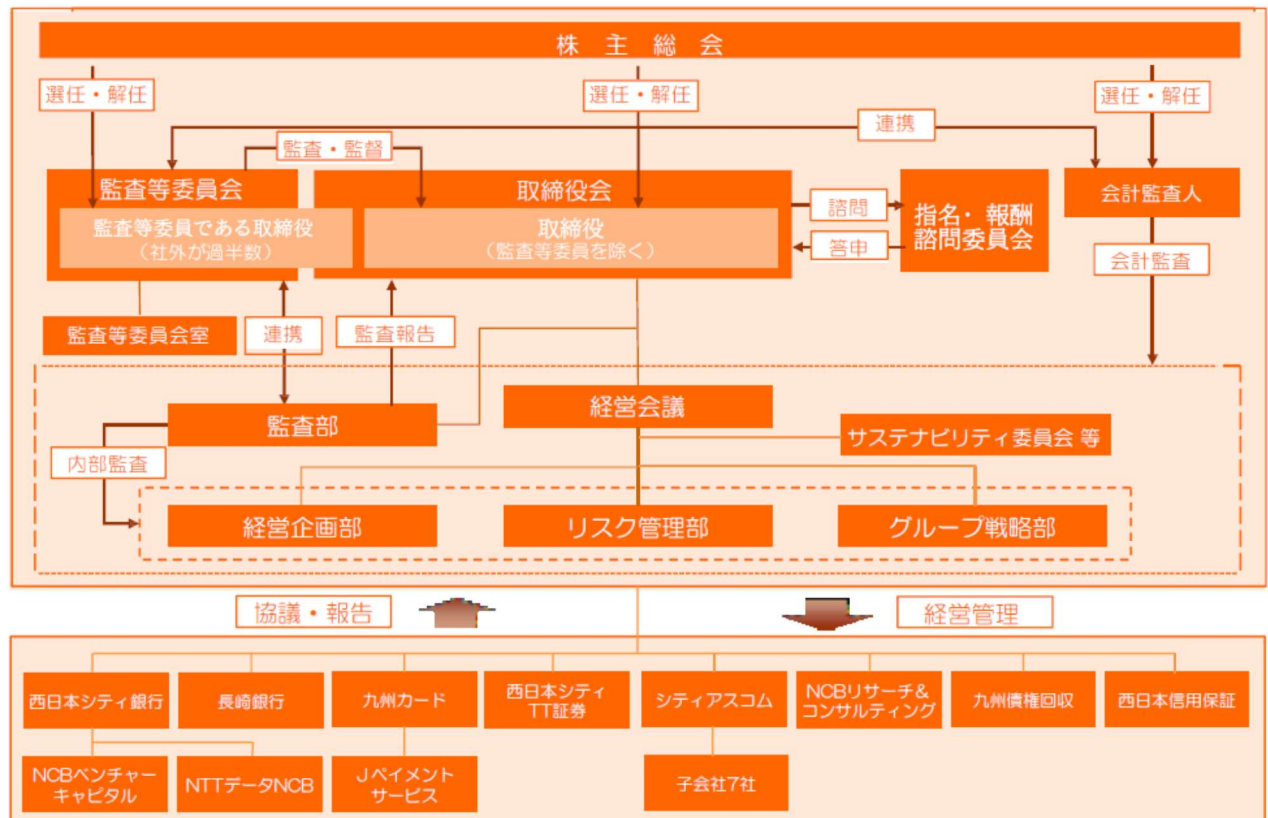 株主総会
選任・解任
選任・解任
選任・解任
連携
監査・監督
監査等委員会
監査等委員である取締役
(社外が過半数)
取締役会
取締役
(監査等委員を除く)
諮問
答申
指名・報酬
諮問委員会
会計監査人
会計監査
監査等委員会室
連携
監査報告
監査部
経営会議
サステナビリティ委員会 等
内部監査
経営企画部
リスク管理部
グループ戦略部
協議・報告
経営管理
西日本シティ銀行
長崎銀行
九州カード
西日本シティ
TT証券
シティアスコム
NCBリサーチ&
コンサルティング
九州債権回収
西日本信用保証
NCBベンチャー
キャピタル
NTTデータNCB
Jペイメント
サービス
子会社7社